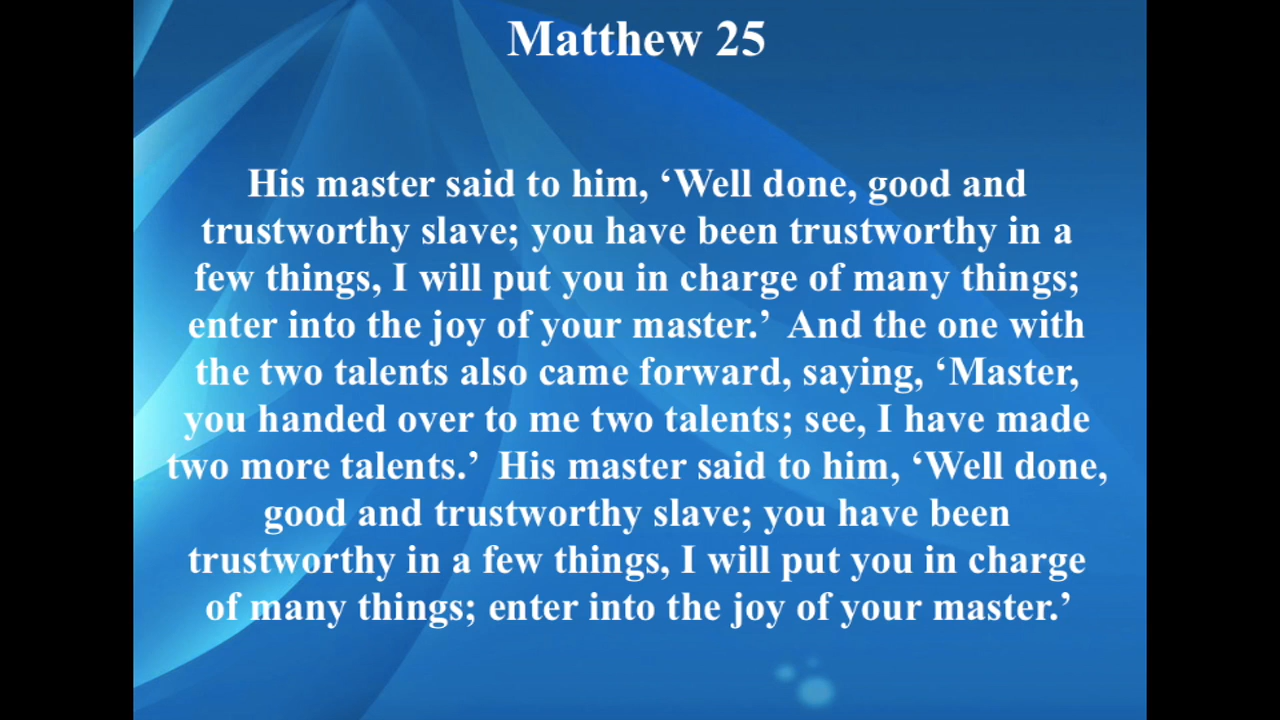 Matthew 25
His master said to him, ‘Well done, good and
trustworthy slave; you have been trustworthy in a
few things, I will put you in charge of many things;
enter into the joy of your master.’  And the one with
the two talents also came forward, saying, ‘Master,
you handed over to me two talents; see, I have made
two more talents.’  His master said to him, ‘Well done,
good and trustworthy slave; you have been
trustworthy in a few things, I will put you in charge
of many things; enter into the joy of your master.’